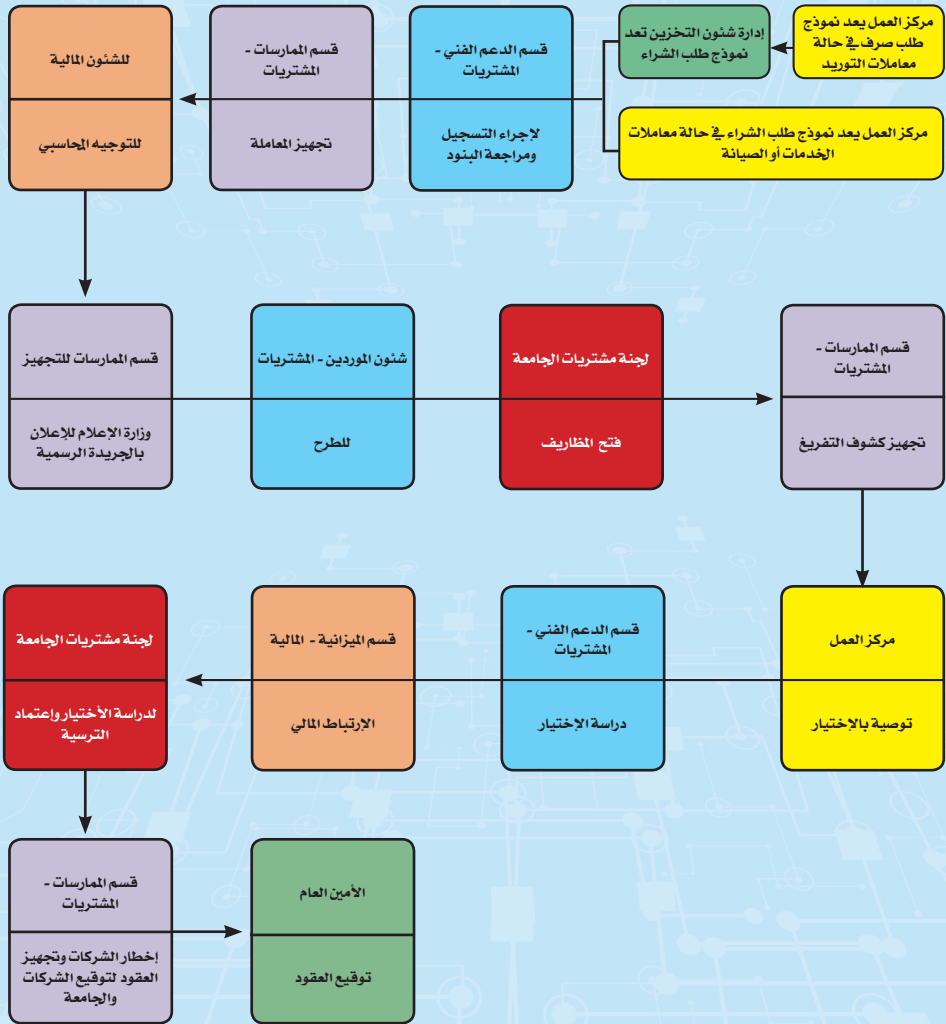 مركز العمل يعد نموذج
طلب صرف في حالة
معاملات التوريد
إدارة شئون التخزين تعد
نموذج طلب الشراء
مركز العمل يعد نموذج طلب الشراء في حالة معاملات
الخدمات أو الصيانة
قسم الدعم الفني -
المشتريات
لإجراء التسجيل
ومراجعة البنود
قسم الممارسات -
المشتريات
تجهيز المعاملة
للشئون المالية
للتوجيه المحاسبي
قسم الممارسات للتجهيز
وزارة الإعلام للإعلان
بالجريدة الرسمية
شئون الموردين - المشتريات
للطرح
لجنة مشتريات الجامعة
فتح المظاريف
قسم الممارسات -
المشتريات
تجهيز كشوف التفريغ
مركز العمل
توصية بالإختيار
قسم الدعم الفني -
المشتريات
دراسة الإختيار
قسم الميزانية - المالية
الإرتباط المالي
لجنة مشتريات الجامعة
لدراسة الأختيار وإعتماد
الترسية
قسم الممارسات -
المشتريات
إخطار الشركات وتجهيز
العقود لتوقيع الشركات
والجامعة
الأمين العام
توقيع العقود